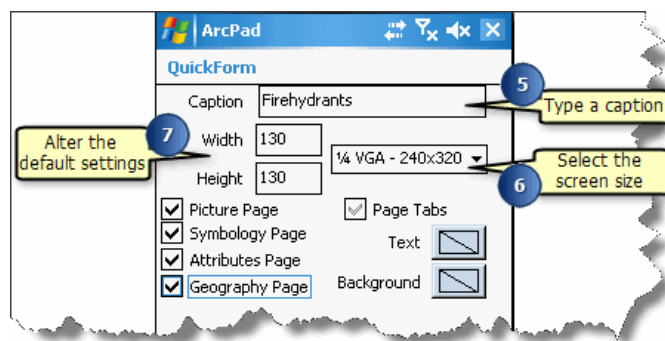 ArcPad
QuickForm
Caption Firehydrants
5
Type a caption
7
Alter the
default settings
Width 130
Height 130
¼ VGA - 240x320
6
Select the
screen size
Picture Page
Page Tabs
Symbology Page
Text
Attributes Page
Geography Page
Background